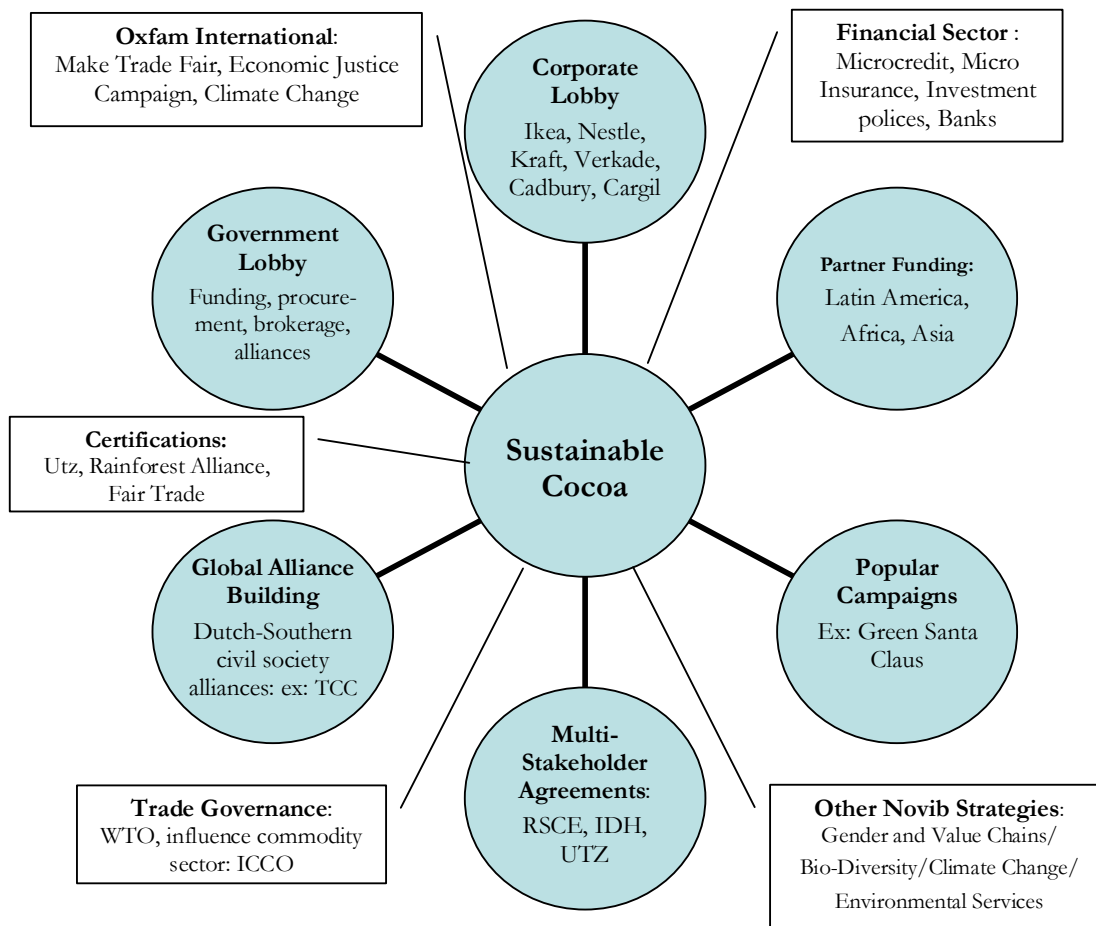 Oxfam International:
Make Trade Fair, Economic Justice
Campaign, Climate Change
Corporate
Lobby
Ikea, Nestle,
Kraft, Verkade,
Cadbury, Cargil
Financial Sector :
Microcredit, Micro
Insurance, Investment
polices, Banks
Government
Lobby
Funding, procure-
ment, brokerage,
alliances
Partner Funding:
Latin America,
Africa, Asia
Certifications:
Utz, Rainforest Alliance,
Fair Trade
Sustainable
Cocoa
Global Alliance
Building
Dutch-Southern
civil society
alliances: ex: TCC
Popular
Campaigns
Ex: Green Santa
Claus
Multi-
Stakeholder
Agreements:
RSCE, IDH,
UTZ
Trade Governance:
WTO, influence commodity
sector: ICCO
Other Novib Strategies:
Gender and Value Chains/
Bio-Diversity/Climate Change/
Environmental Services